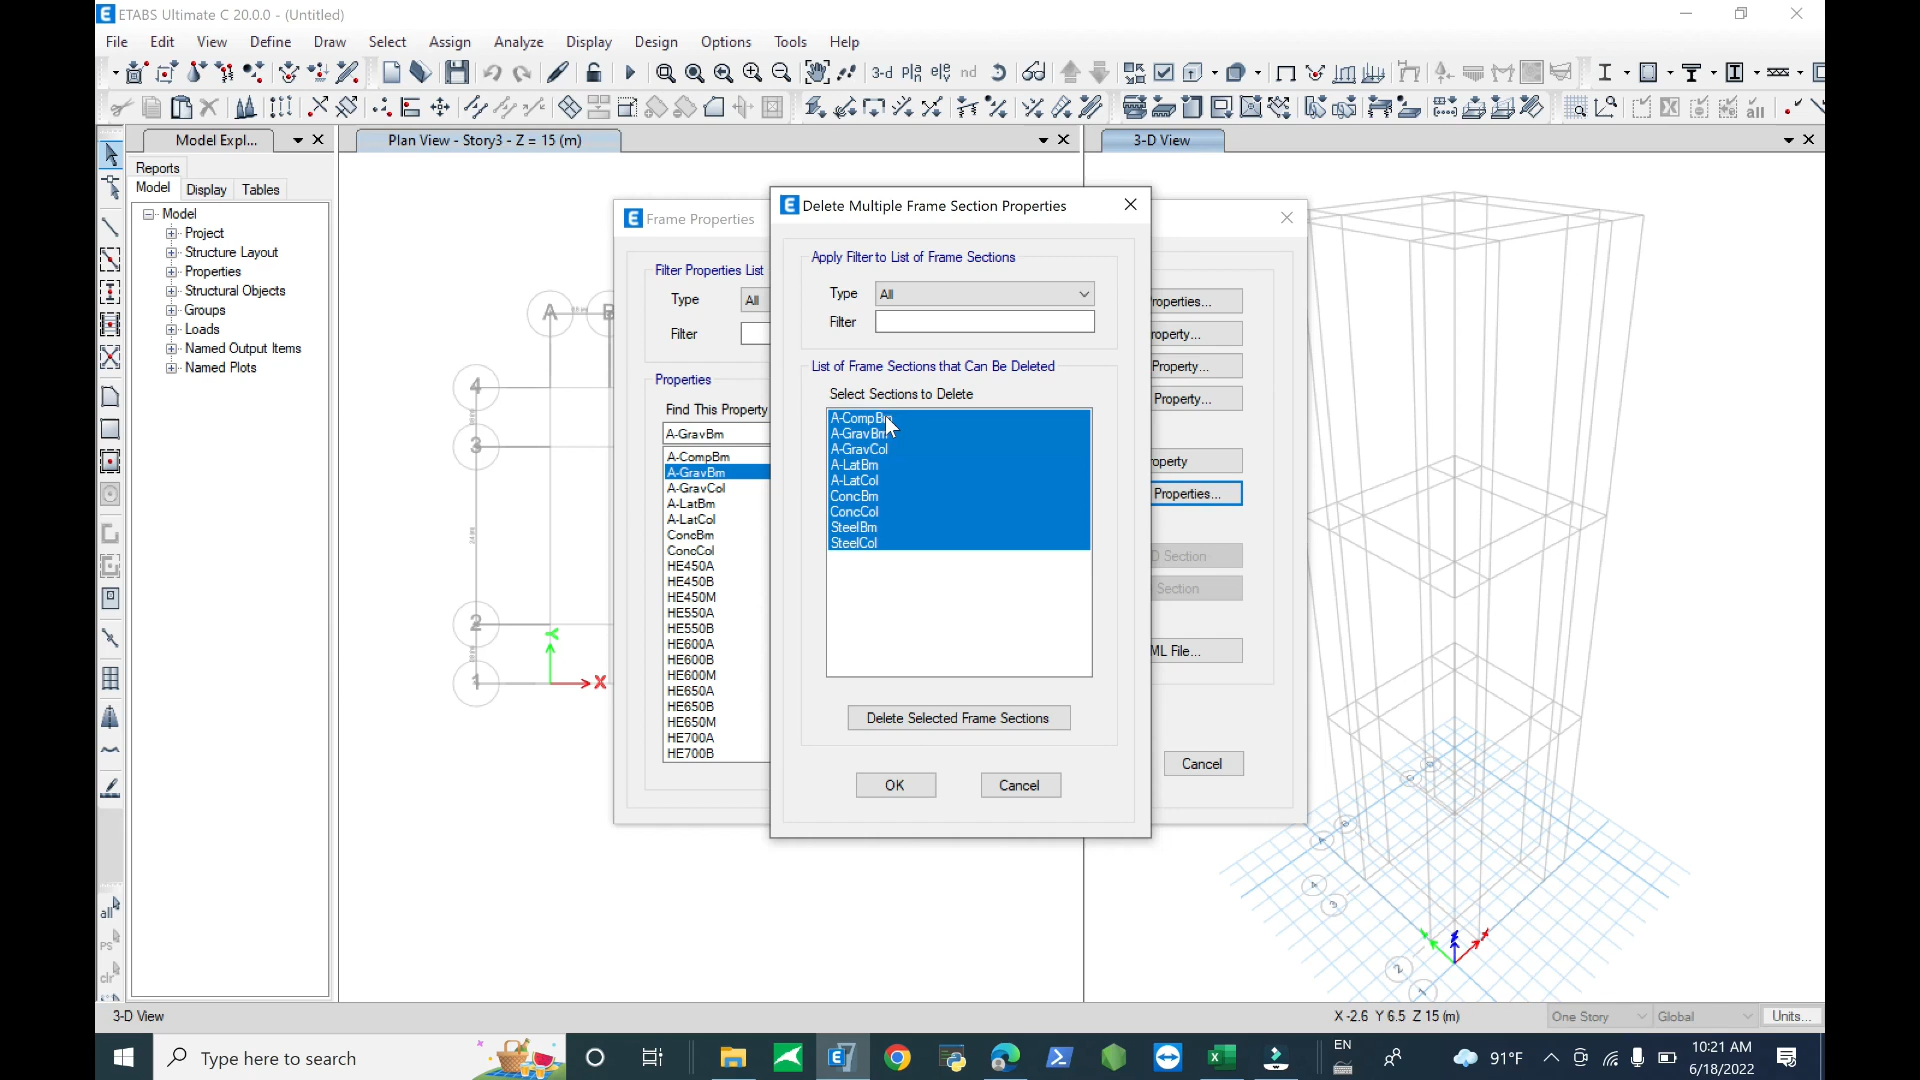 ETABS Ultimate C 20.0.0 - (Untitled)
File Edit View Define Draw Select Assign Analyze Display Design Options Tools Help
3-d
nd
all
Model Expl...
Plan View - Story3 - Z = 15 (m)
3-D View
Reports
Model Display Tables
Model
Project
Structure Layout
Properties
Structural Objects
Groups
Loads
Named Output Items
Named Plots
A
B
4
3
2
1
Y
X
Frame Properties
Filter Properties List
Type All
Filter
Properties
Find This Property
A-GravBm
A-CompBm
A-GravBm
A-GravCol
A-LatBm
A-LatCol
ConcBm
ConcCol
HE450A
HE450B
HE450M
HE550A
HE550B
HE600A
HE600B
HE600M
HE650A
HE650B
HE650M
HE700A
HE700B
Delete Multiple Frame Section Properties
Apply Filter to List of Frame Sections
Type All
Filter
List of Frame Sections that Can Be Deleted
Select Sections to Delete
A-CompBm
A-GravBm
A-GravCol
A-LatBm
A-LatCol
ConcBm
ConcCol
SteelBm
SteelCol
Delete Selected Frame Sections
OK Cancel
roperties...
roperty...
Property...
Property...
roperty
Properties...
D Section
Section
ML File...
Cancel
all
PS
clr
3-D View
X -2.6 Y 6.5 Z 15 (m)
One Story
Global
Units...
Type here to search
EN
91°F
10:21 AM
6/18/2022